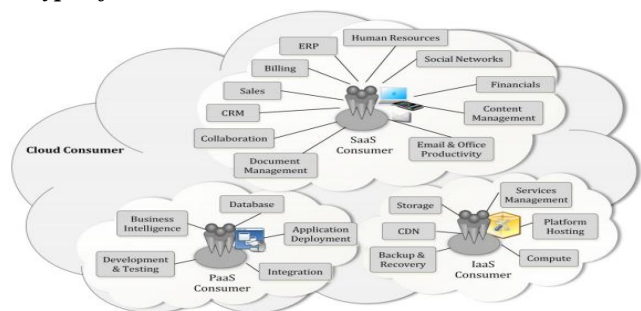 Human Resources
ERP
Social Networks
Billing
Financials
Sales
Content
Management
CRM
SaaS
Consumer
Collaboration
Email & Office
Productivity
Document
Management
Cloud Consumer
Database
Business
Intelligence
Application
Deployment
Development
& Testing
Integration
PaaS
Consumer
Services
Management
Storage
Platform
Hosting
CDN
Backup &
Recovery
Compute
IaaS
Consumer